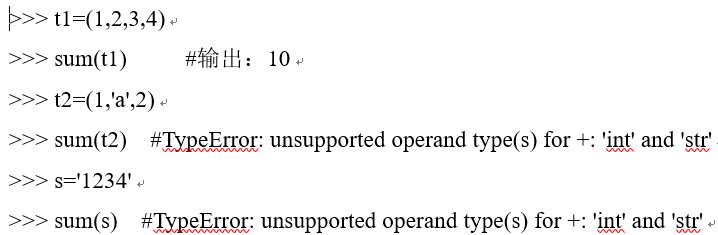 >>> t1=(1,2,3,4)
>>> sum(t1) #输出：10
>>> t2=(1,'a',2)
>>> sum(t2) #TypeError: unsupported operand type(s) for +: 'int' and 'str'
>>> s='1234'
>>> sum(s) #TypeError: unsupported operand type(s) for +: 'int' and 'str'